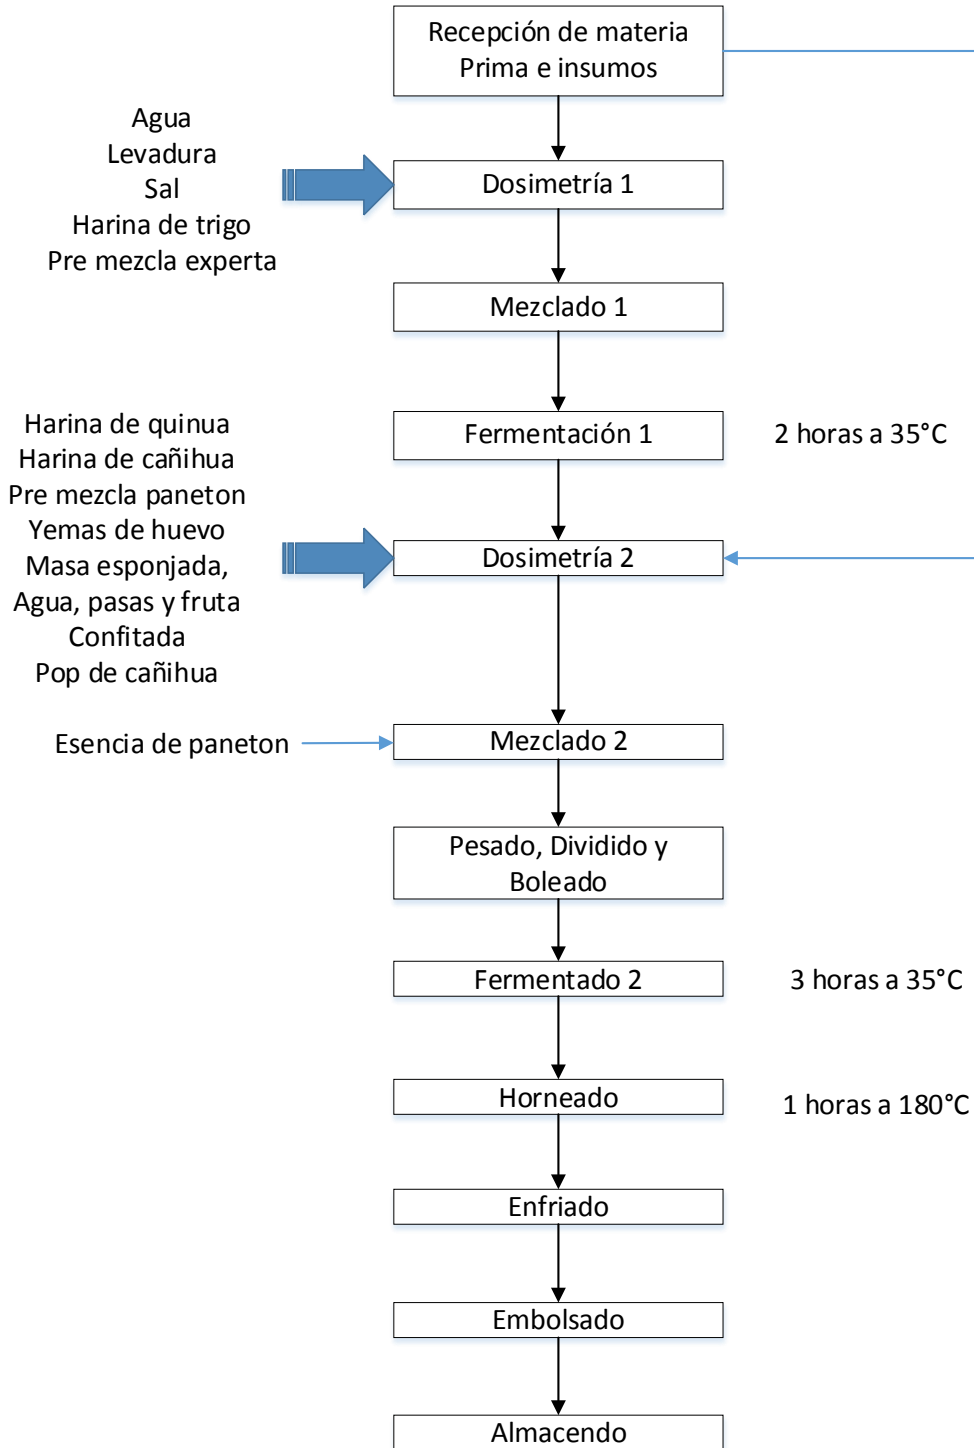 Recepción de materia
Prima e insumos
Agua
Levadura
Sal
Harina de trigo
Pre mezcla experta
Dosimetría 1
Mezclado 1
Fermentación 1
2 horas a 35°C
Harina de quinua
Harina de cañihua
Pre mezcla paneton
Yemas de huevo
Masa esponjada,
Agua, pasas y fruta
Confitada
Pop de cañihua
Dosimetría 2
Esencia de paneton
Mezclado 2
Pesado, Dividido y
Boleado
Fermentado 2
3 horas a 35°C
Horneado
1 horas a 180°C
Enfriado
Embolsado
Almacendo